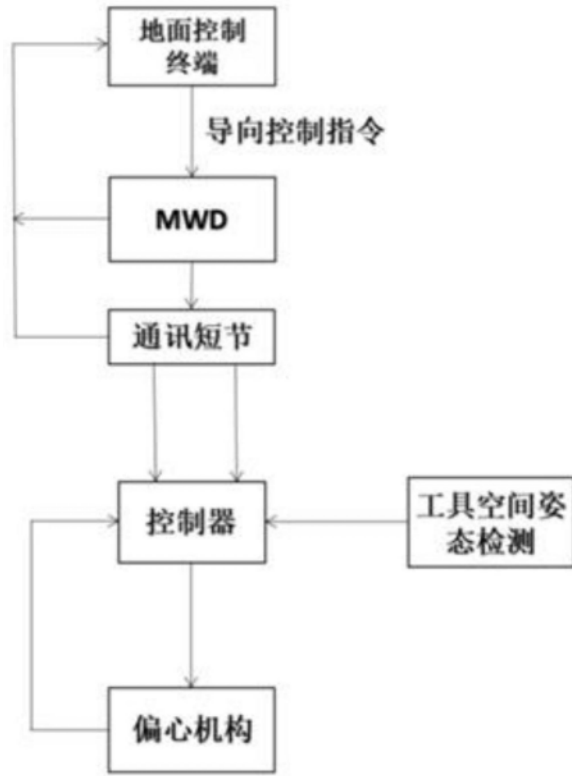 地面控制
终端
导向控制指令
MWD
通讯短节
控制器
工具空间姿
态检测
偏心机构